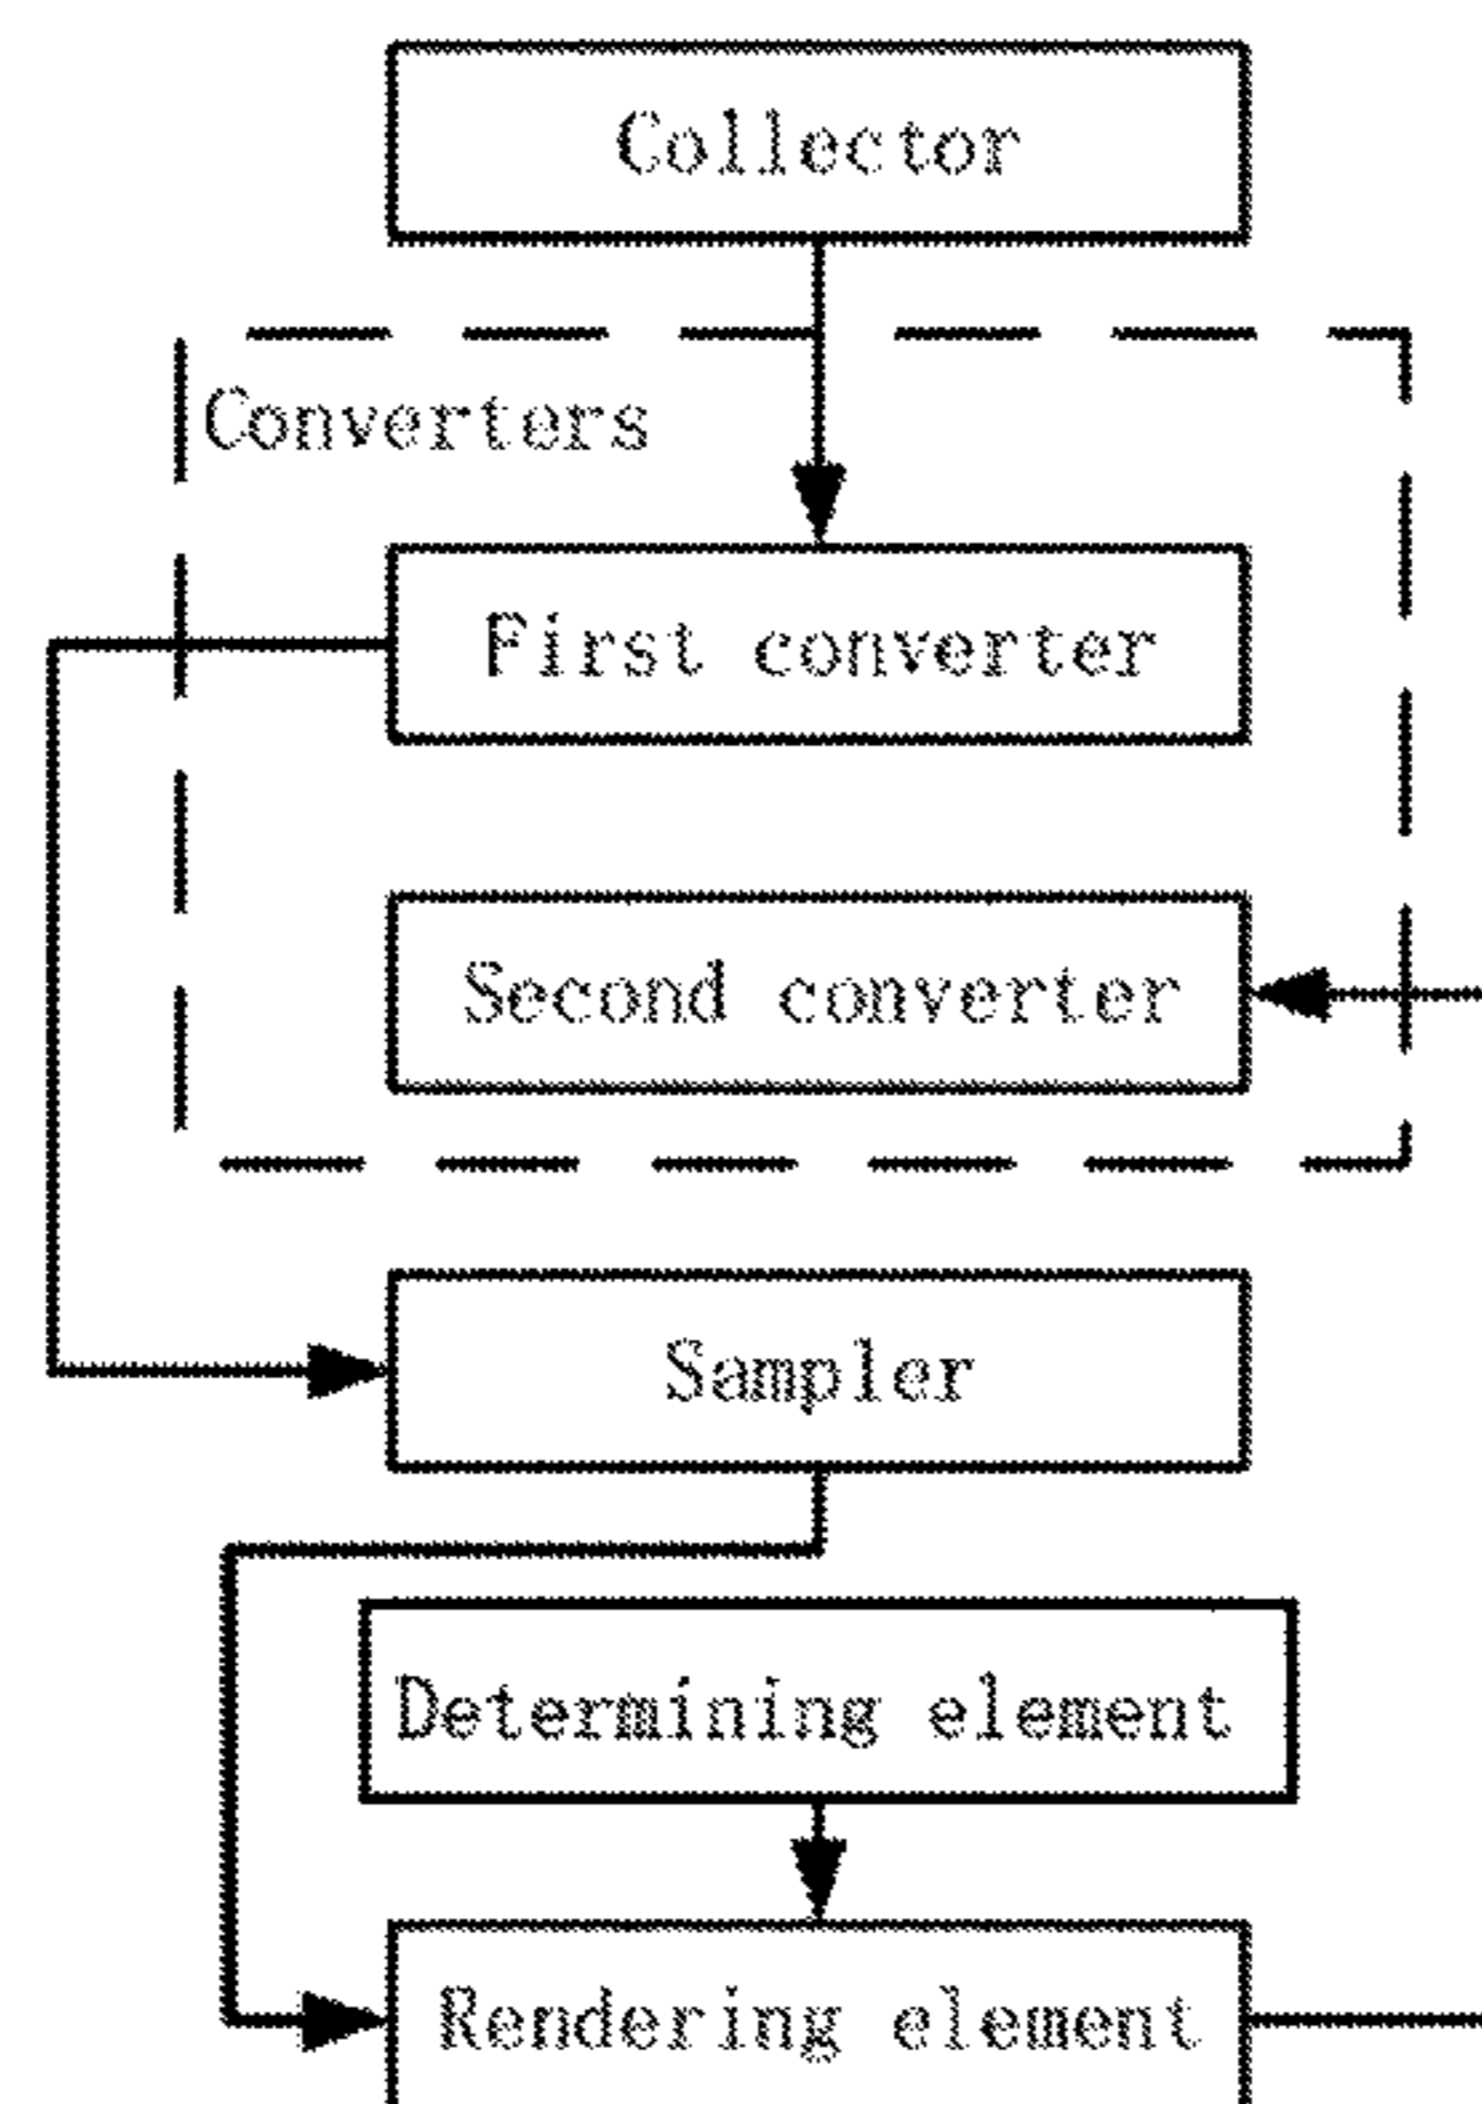 Collector
Converters
First converter
Second converter
Sampler
Determining element
Rendering element